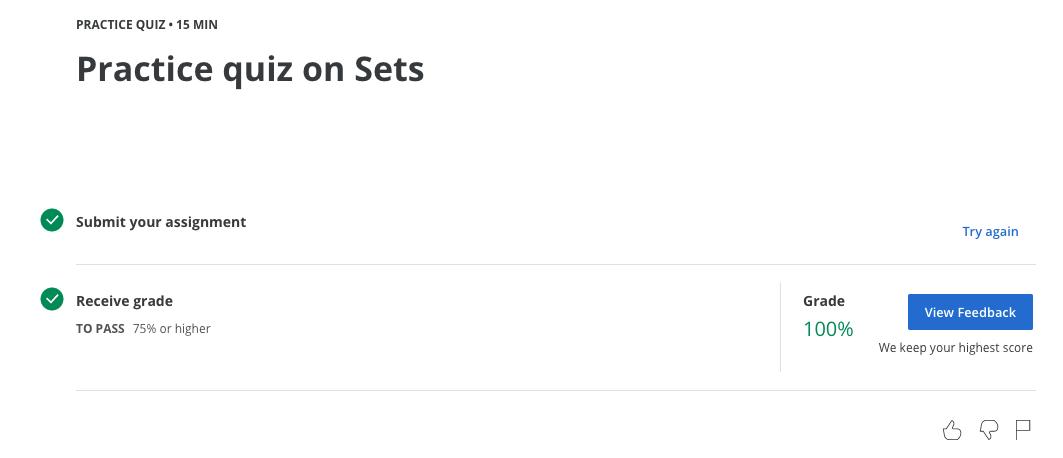 PRACTICE QUIZ • 15 MIN
Practice quiz on Sets
Submit your assignment
Try again
Receive grade
TO PASS 75% or higher
Grade
100%
View Feedback
We keep your highest score